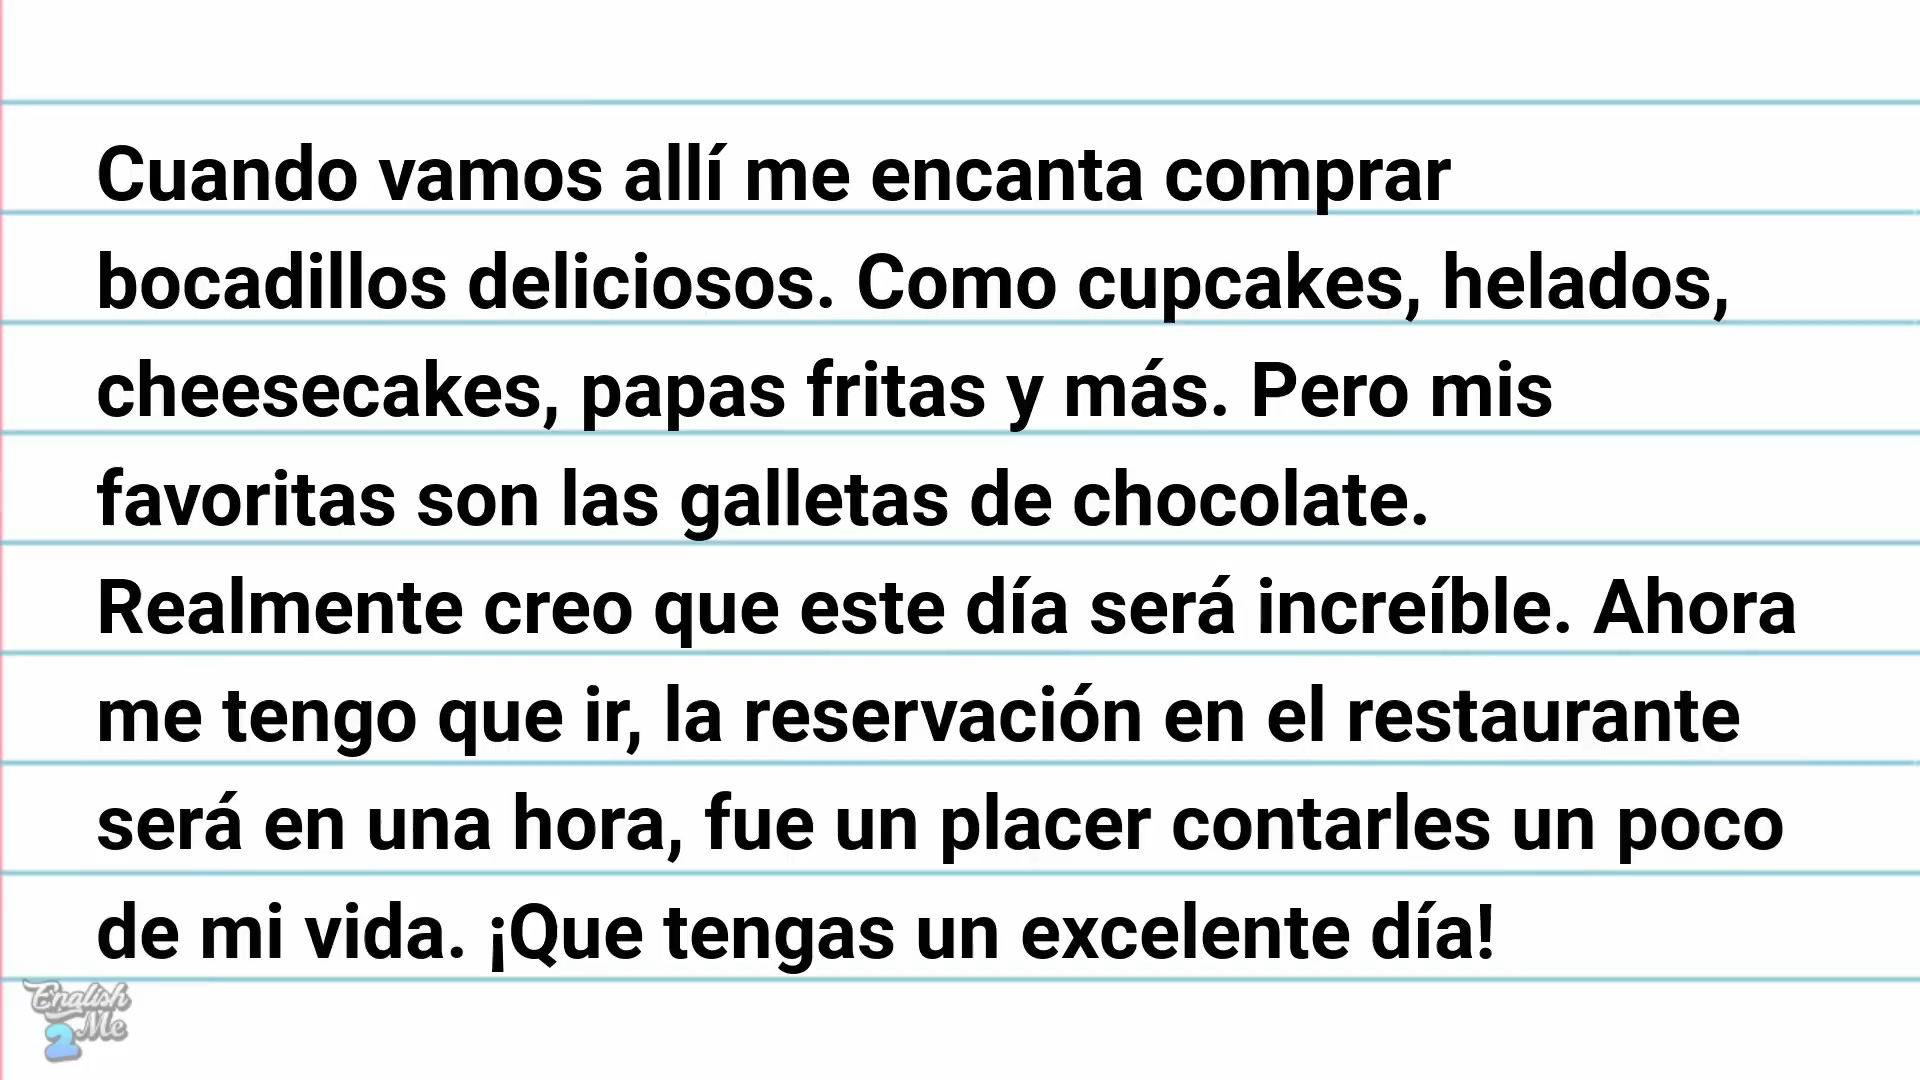 Cuando vamos allí me encanta comprar
bocadillos deliciosos. Como cupcakes, helados,
cheesecakes, papas fritas y más. Pero mis
favoritas son las galletas de chocolate.
Realmente creo que este día será increíble. Ahora
me tengo que ir, la reservación en el restaurante
será en una hora, fue un placer contarles un poco
de mi vida. ¡Que tengas un excelente día!
English
2 Me